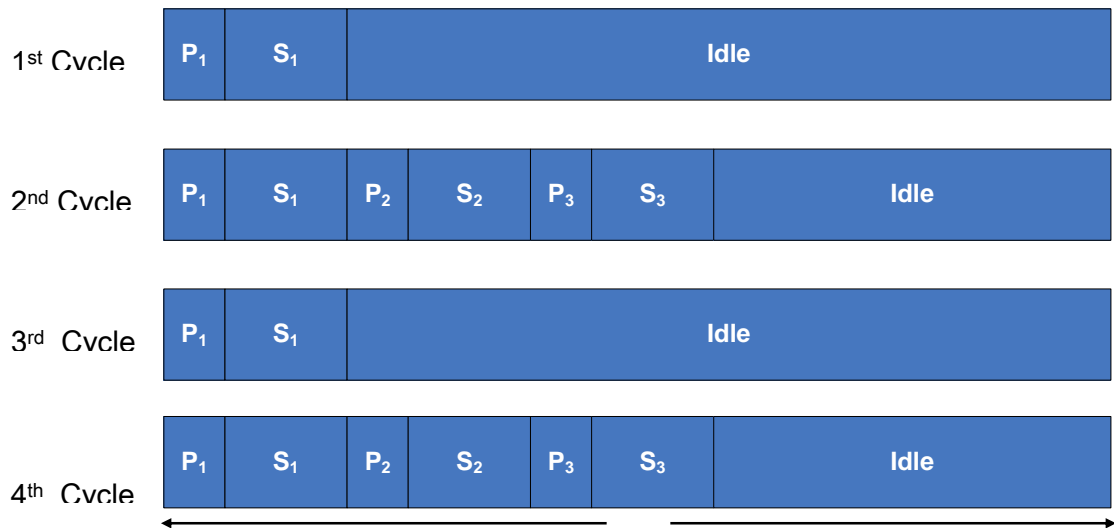 1st Cycle P1 S1 Idle
2nd Cycle P1 S1 P2 S2 P3 S3 Idle
3rd Cycle P1 S1 Idle
4th Cycle P1 S1 P2 S2 P3 S3 Idle